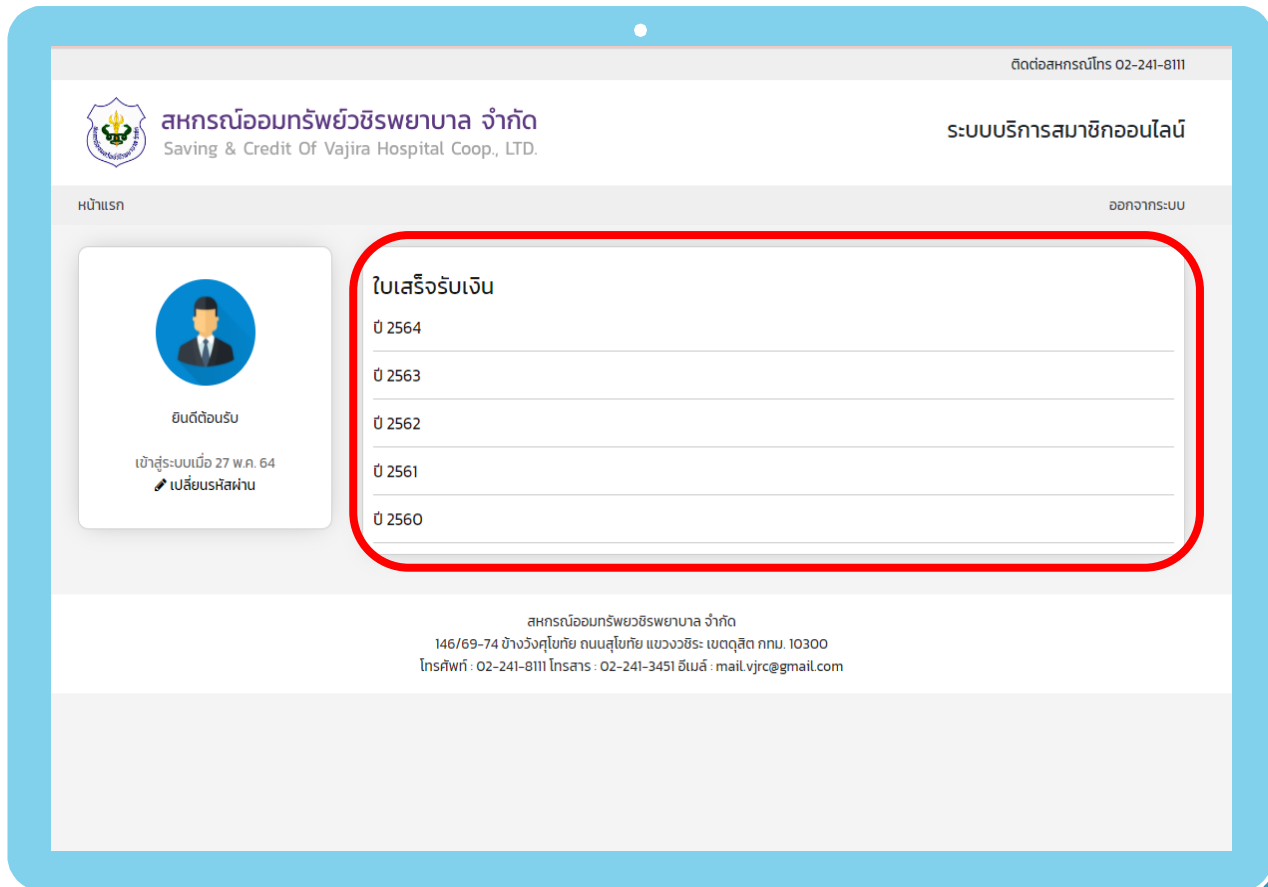 ติดต่อสหกรณ์โทร 02-241-8111
สหกรณ์ออมทรัพย์วชิรพยาบาล จำกัด
Saving & Credit Of Vajira Hospital Coop., LTD.
ระบบบริการสมาชิกออนไลน์
หน้าแรก
ออกจากระบบ
ยินดีต้อนรับ
เข้าสู่ระบบเมื่อ 27 พ.ค. 64
เปลี่ยนรหัสผ่าน
ใบเสร็จรับเงิน
ปี 2564
ปี 2563
ปี 2562
ปี 2561
ปี 2560
สหกรณ์ออมทรัพยวชิรพยาบาล จำกัด
146/69-74 ข้างวังศุโขทัย ถนนสุโขทัย แขวงวชิระ เขตดุสิต กทม. 10300
โทรศัพท์ : 02-241-8111 โทรสาร : 02-241-3451 อีเมล์ : mail.vjrc@gmail.com